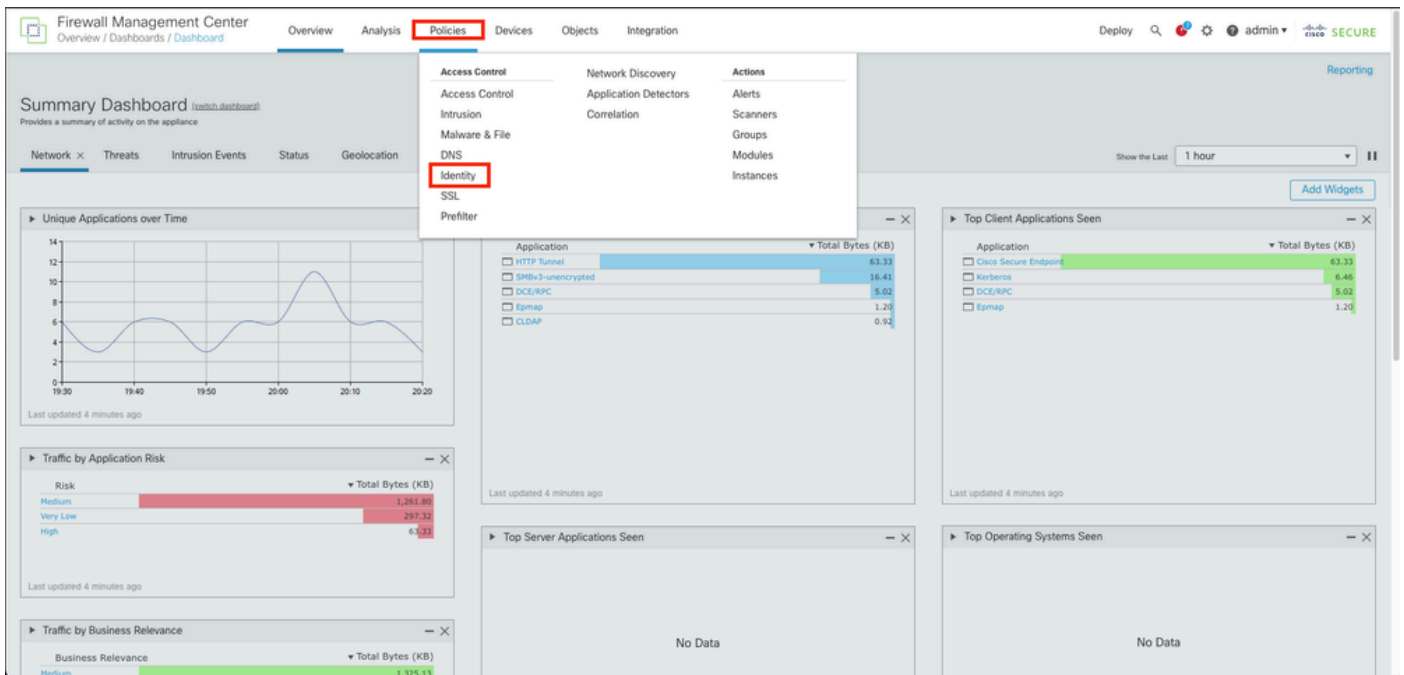 Firewall Management Center
Overview / Dashboards / Dashboard
Overview Analysis Policies Devices Objects Integration
Deploy admin cisco SECURE
Reporting
Summary Dashboard (switch dashboard)
Provides a summary of activity on the appliance
Network Threats Intrusion Events Status Geolocation
Show the Last 1 hour
Add Widgets
Access Control
Access Control
Intrusion
Malware & File
DNS
Identity
SSL
Prefilter
Network Discovery
Application Detectors
Correlation
Actions
Alerts
Scanners
Groups
Modules
Instances
Unique Applications over Time
14
12
10
8
6
4
2
0
19:30 19:40 19:50 20:00 20:10 20:20
Last updated 4 minutes ago
Traffic by Application Risk
Risk Total Bytes (KB)
Medium 1,261.80
Very Low 297.32
High 63.33
Last updated 4 minutes ago
Traffic by Business Relevance
Business Relevance Total Bytes (KB)
Medium 1,325.13
Application Total Bytes (KB)
HTTP Tunnel 63.33
SMBv3-unencrypted 16.41
DCE/RPC 5.02
Epmap 1.20
CLDAP 0.92
Last updated 4 minutes ago
Top Server Applications Seen
No Data
Top Client Applications Seen
Application Total Bytes (KB)
Cisco Secure Endpoint 63.33
Kerberos 6.46
DCE/RPC 5.02
Epmap 1.20
Last updated 4 minutes ago
Top Operating Systems Seen
No Data